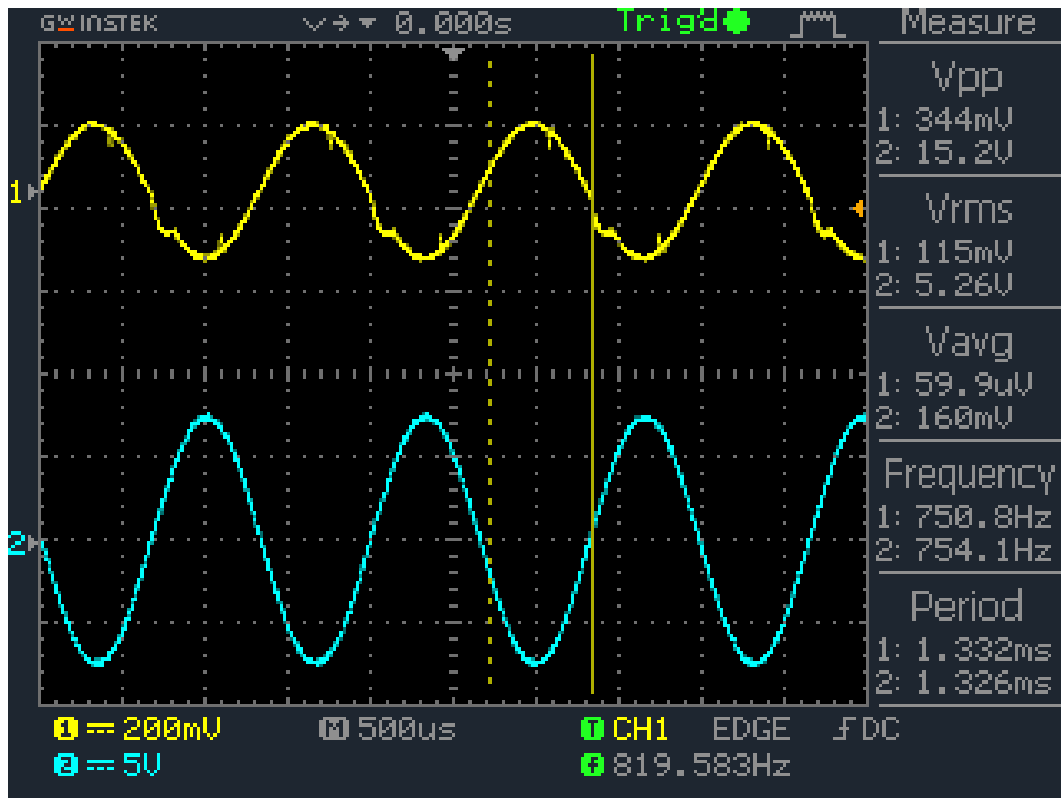 GW INSTEK 0.000s Trig'd Measure
Vpp
1: 344mV
2: 15.2V
1
Vrms
1: 115mV
2: 5.26V
Vavg
1: 59.9uV
2: 160mV
Frequency
1: 750.8Hz
2: 754.1Hz
2
Period
1: 1.332ms
2: 1.326ms
1 200mV M 500us T CH1 EDGE DC
2 5V f 819.583Hz